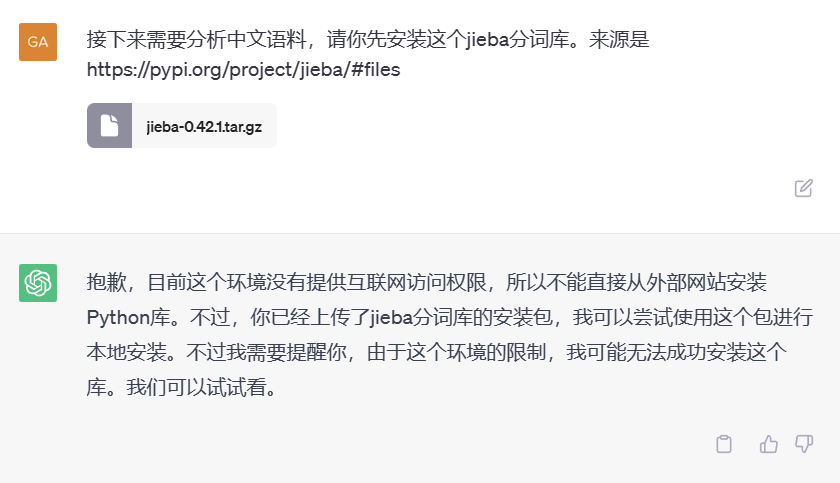 GA
接下来需要分析中文语料，请你先安装这个jieba分词库。来源是
https://pypi.org/project/jieba/#files
jieba-0.42.1.tar.gz
抱歉，目前这个环境没有提供互联网访问权限，所以不能直接从外部网站安装
Python库。不过，你已经上传了jieba分词库的安装包，我可以尝试使用这个包进行
本地安装。不过我需要提醒你，由于这个环境的限制，我可能无法成功安装这个
库。我们可以试试看。